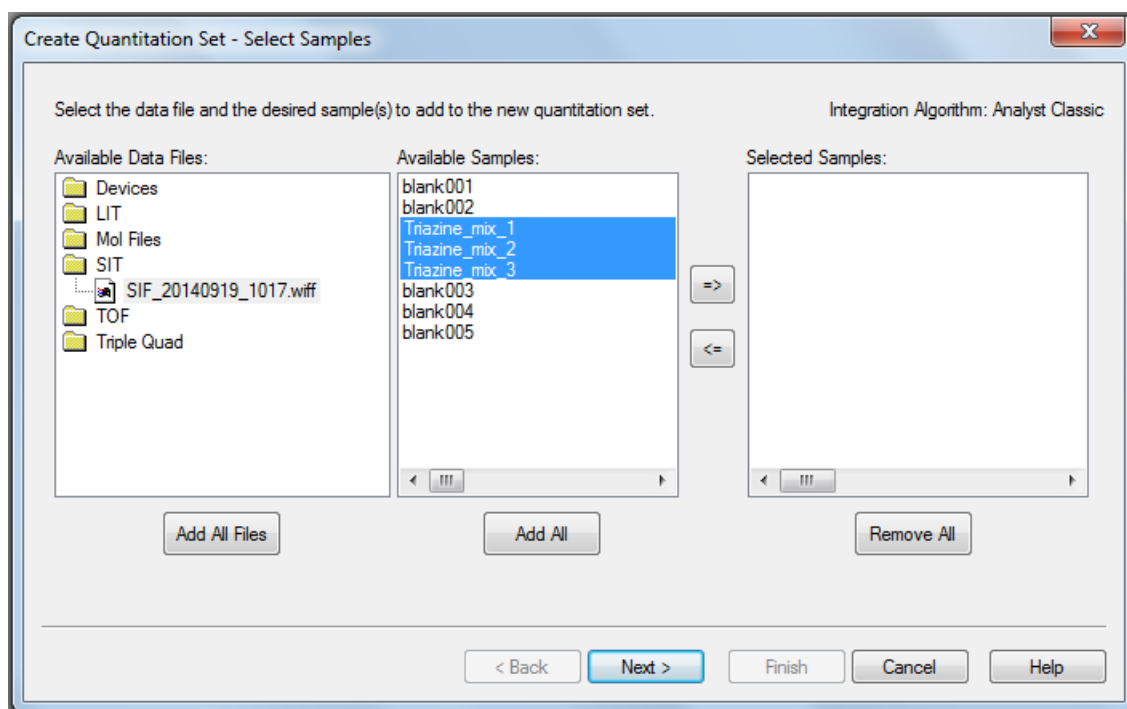 Create Quantitation Set - Select Samples
X
Select the data file and the desired sample(s) to add to the new quantitation set.
Integration Algorithm: Analyst Classic
Available Data Files:
Devices
LIT
Mol Files
SIT
SIF_20140919_1017.wiff
TOF
Triple Quad
Add All Files
Available Samples:
blank001
blank002
Triazine_mix_1
Triazine_mix_2
Triazine_mix_3
blank003
blank004
blank005
Add All
=>
<=
Selected Samples:
Remove All
< Back
Next >
Finish
Cancel
Help